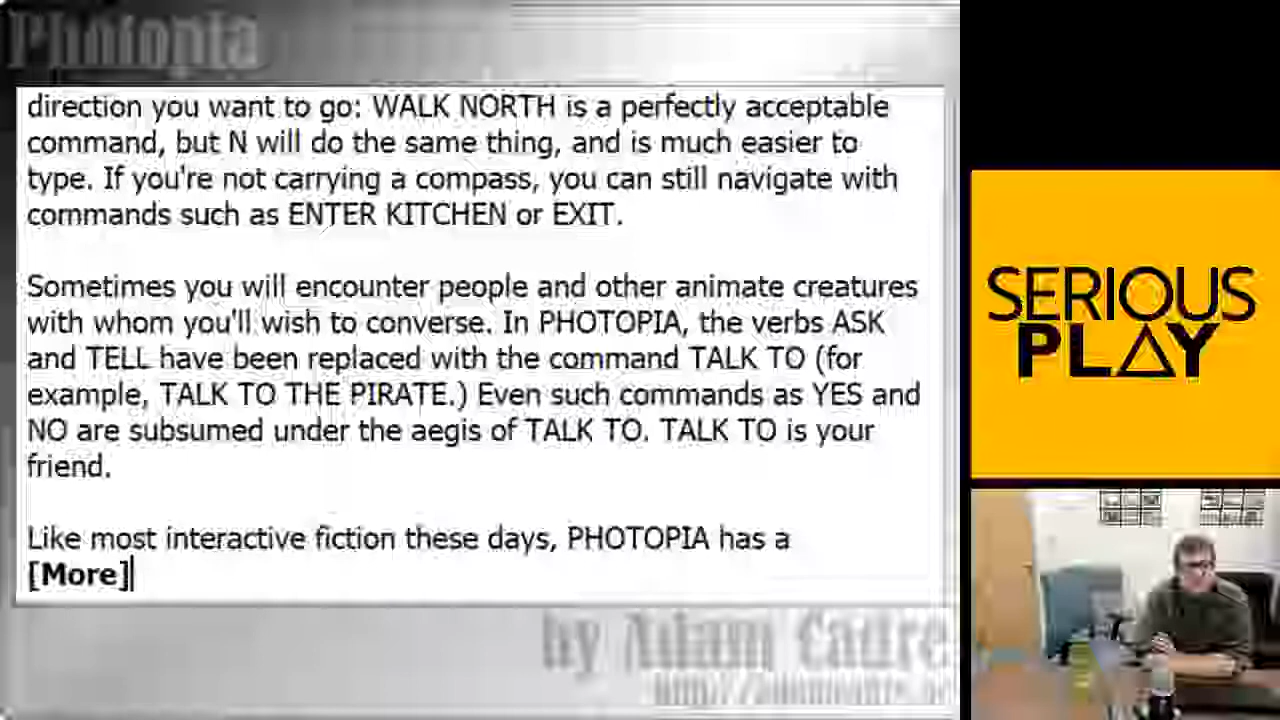 Photopia
direction you want to go: WALK NORTH is a perfectly acceptable
command, but N will do the same thing, and is much easier to
type. If you're not carrying a compass, you can still navigate with
commands such as ENTER KITCHEN or EXIT.
Sometimes you will encounter people and other animate creatures
with whom you'll wish to converse. In PHOTOPIA, the verbs ASK
and TELL have been replaced with the command TALK TO (for
example, TALK TO THE PIRATE.) Even such commands as YES and
NO are subsumed under the aegis of TALK TO. TALK TO is your
friend.
Like most interactive fiction these days, PHOTOPIA has a
[More]
by Adam Cadre
SERIOUS
PLAY